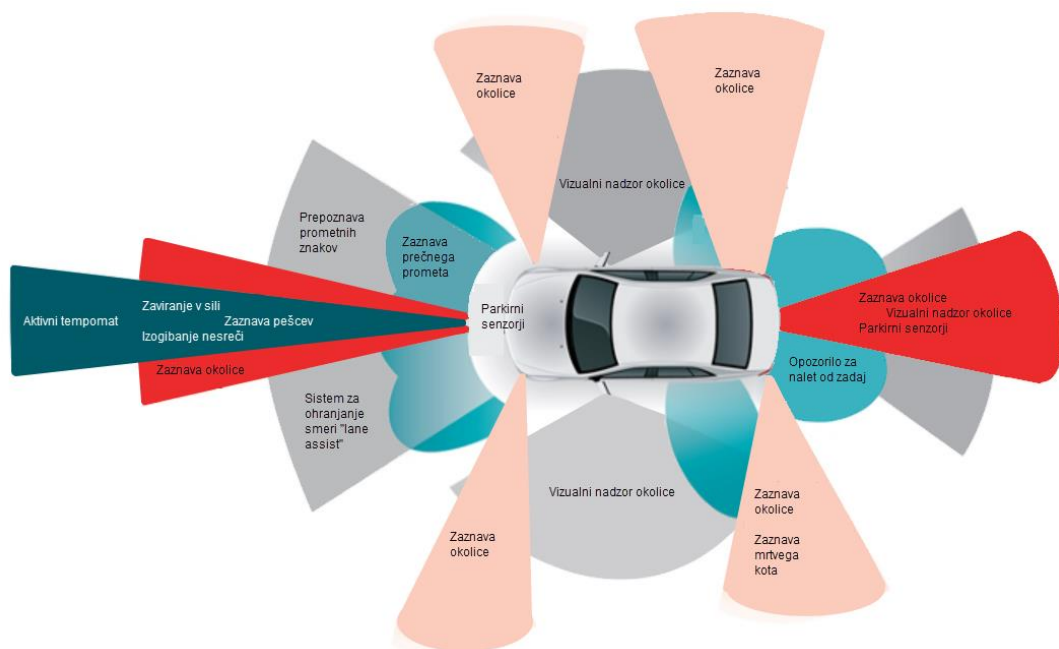 Zaznava
okolice
Zaznava
okolice
Vizualni nadzor okolice
Prepoznava
prometnih
znakov
Zaznava
prečnega
prometa
Aktivni tempomat
Zaviranje v sili
Zaznava pešcev
Izogibanje nesreči
Zaznava okolice
Parkirni
senzorji
Zaznava okolice
Vizualni nadzor okolice
Parkirni senzorji
Opozorilo za
nalet od zadaj
Sistem za
ohranjanje
smeri "lane
assist"
Vizualni nadzor okolice
Zaznava
okolice
Zaznava
okolice
Zaznava
mrtvega
kota